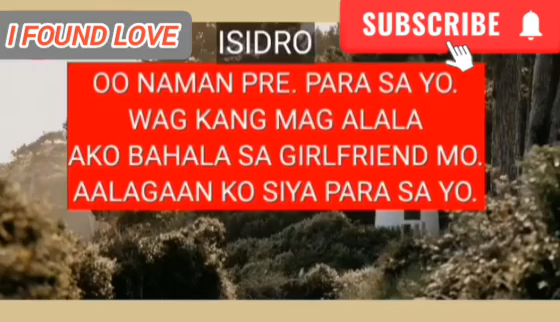 I FOUND LOVE
SUBSCRIBE
ISIDRO
OO NAMAN PRE. PARA SA YO.
WAG KANG MAG ALALA
AKO BAHALA SA GIRLFRIEND MO.
AALAGAAN KO SIYA PARA SA YO.